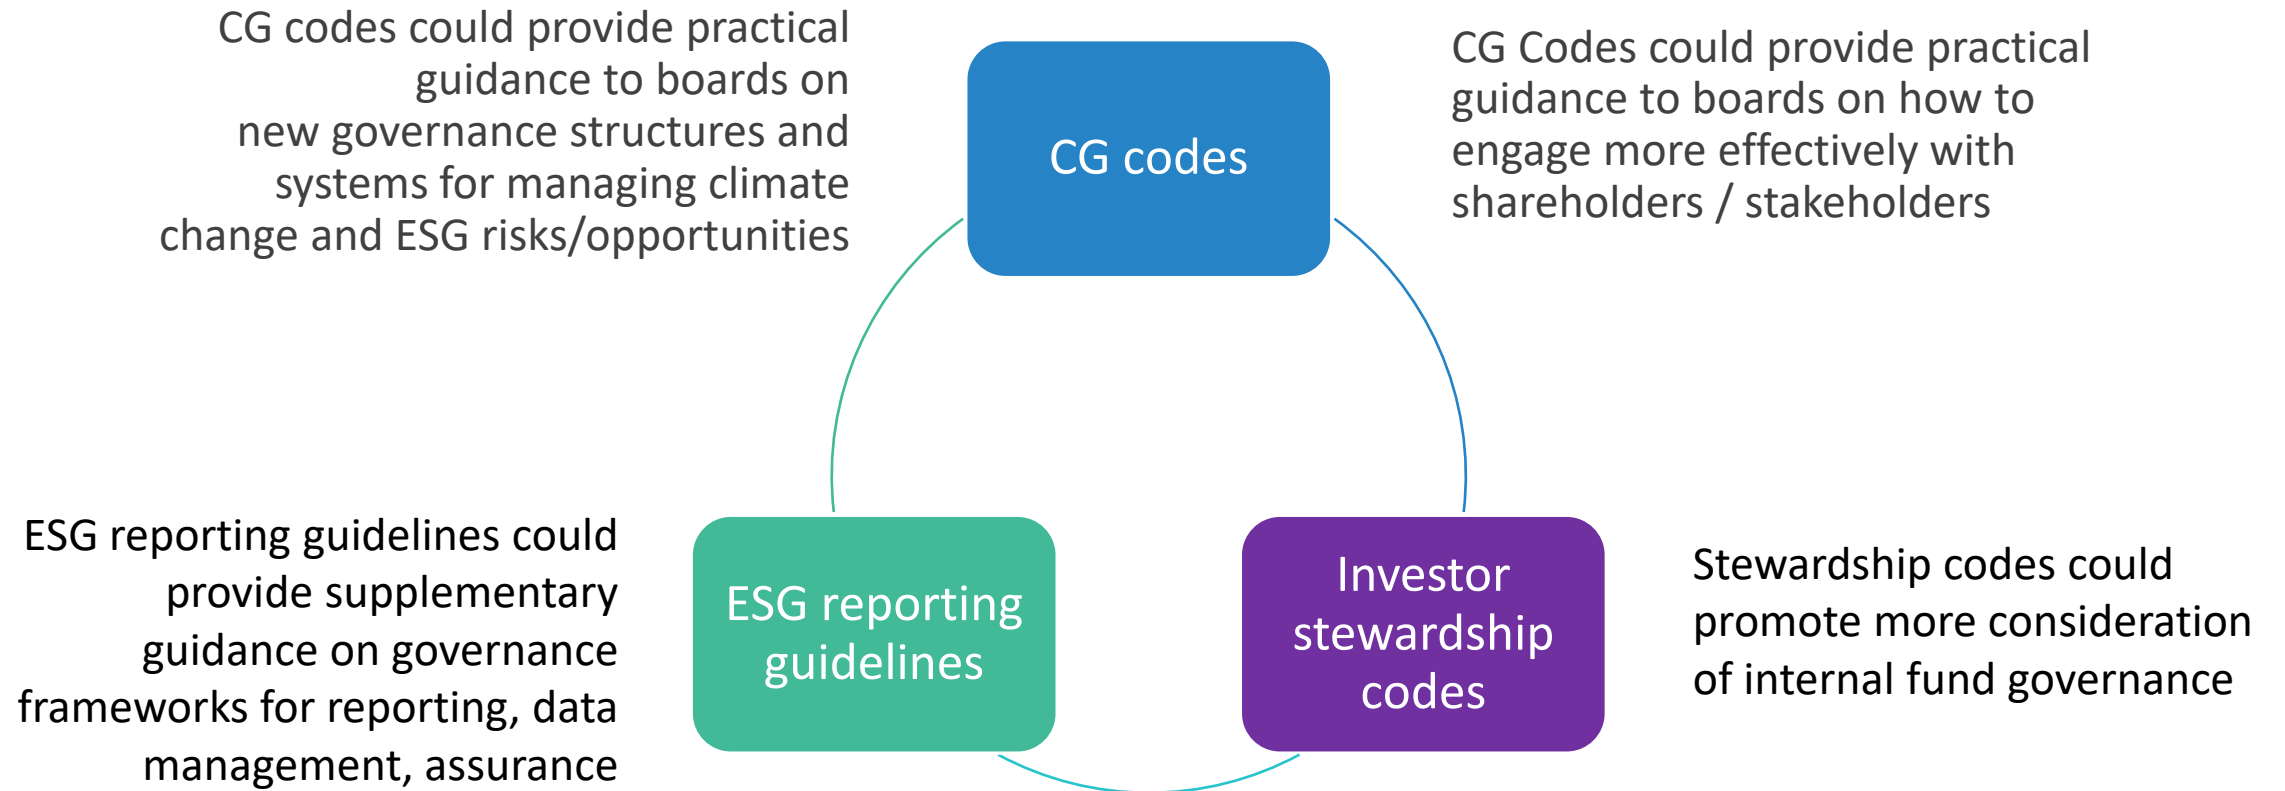 CG codes could provide practical
guidance to boards on
new governance structures and
systems for managing climate
change and ESG risks/opportunities
CG codes
CG Codes could provide practical
guidance to boards on how to
engage more effectively with
shareholders / stakeholders
ESG reporting guidelines could
provide supplementary
guidance on governance
frameworks for reporting, data
management, assurance
ESG reporting
guidelines
Investor
stewardship
codes
Stewardship codes could
promote more consideration
of internal fund governance